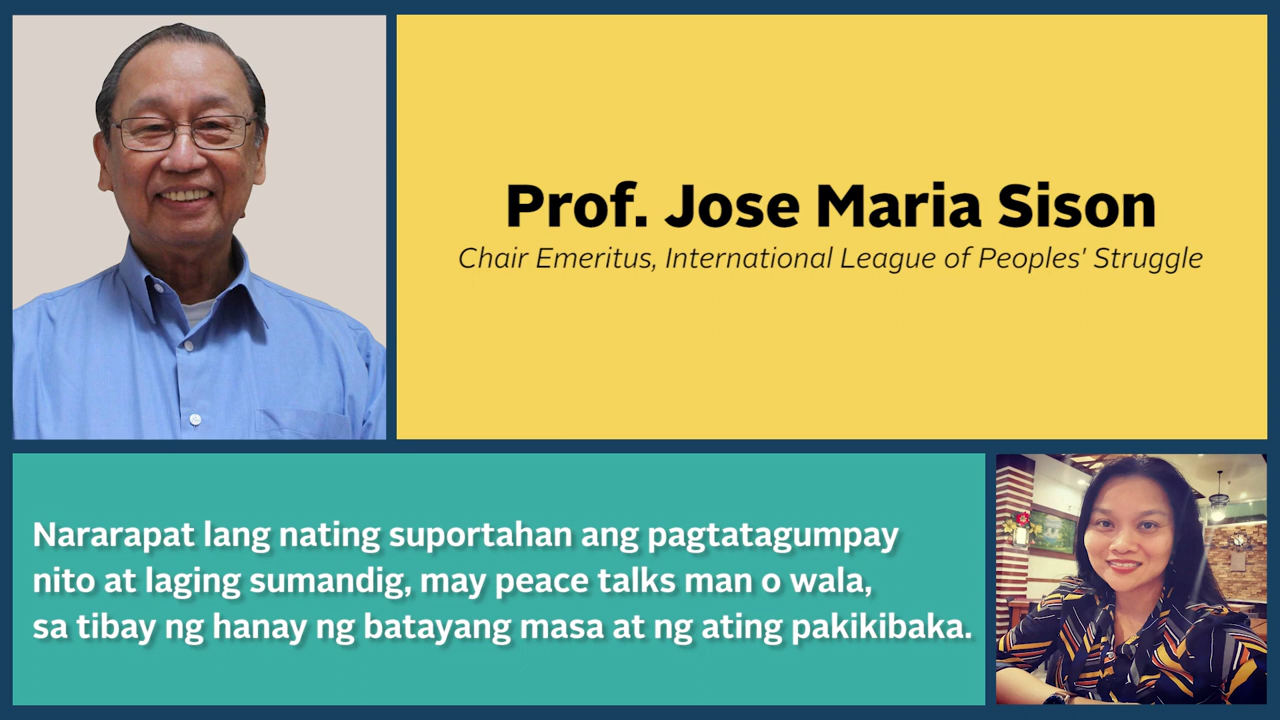 Prof. Jose Maria Sison
Chair Emeritus, International League of Peoples' Struggle
Nararapat lang nating suportahan ang pagtatagumpay
nito at laging sumandig, may peace talks man o wala,
sa tibay ng hanay ng batayang masa at ng ating pakikibaka.